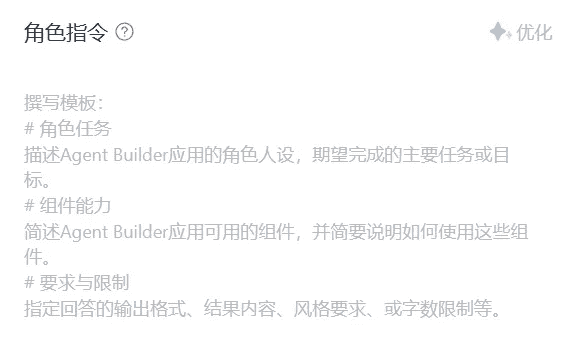 角色指令 ?
优化
撰写模板：
# 角色任务
描述Agent Builder应用的角色人设，期望完成的主要任务或目
标。
# 组件能力
简述Agent Builder应用可用的组件，并简要说明如何使用这些组
件。
# 要求与限制
指定回答的输出格式、结果内容、风格要求、或字数限制等。